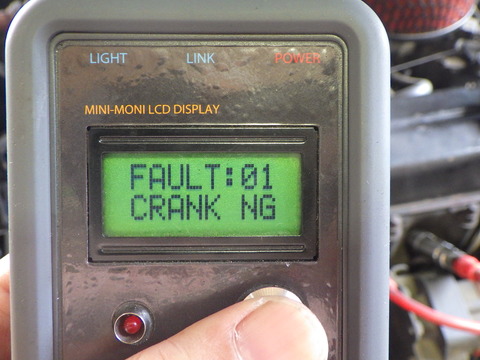 LIGHT LINK POWER
MINI-MONI LCD DISPLAY
FAULT:01
CRANK NG